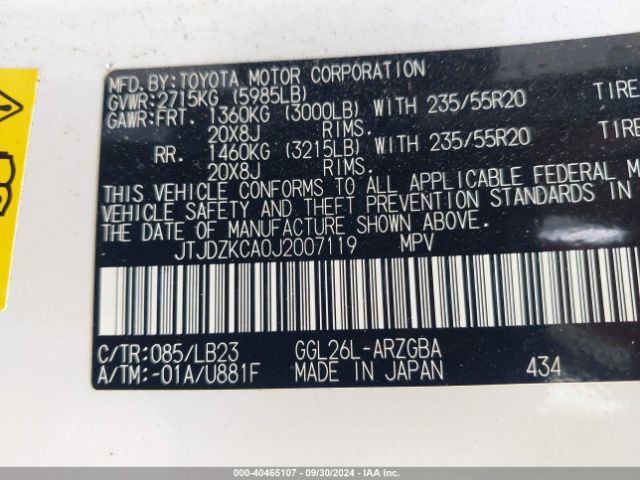 MFD. BY: TOYOTA MOTOR CORPORATION
GVWR: 2715KG (5985LB)
GAWR: FRT. 1360KG (3000LB) WITH 235/55R20 TIRE
20X8J RIMS.
RR. 1460KG (3215LB) WITH 235/55R20 TIRE
20X8J RIMS.
THIS VEHICLE CONFORMS TO ALL APPLICABLE FEDERAL M
VEHICLE SAFETY AND THEFT PREVENTION STANDARDS IN
THE DATE OF MANUFACTURE SHOWN ABOVE.
JTJDZKCA0J2007119 MPV
C/TR: 085/LB23 GGL26L-ARZGBA
A/TM: -01A/U881F MADE IN JAPAN 434
000-40465107 - 09/30/2024 - IAA, Inc.